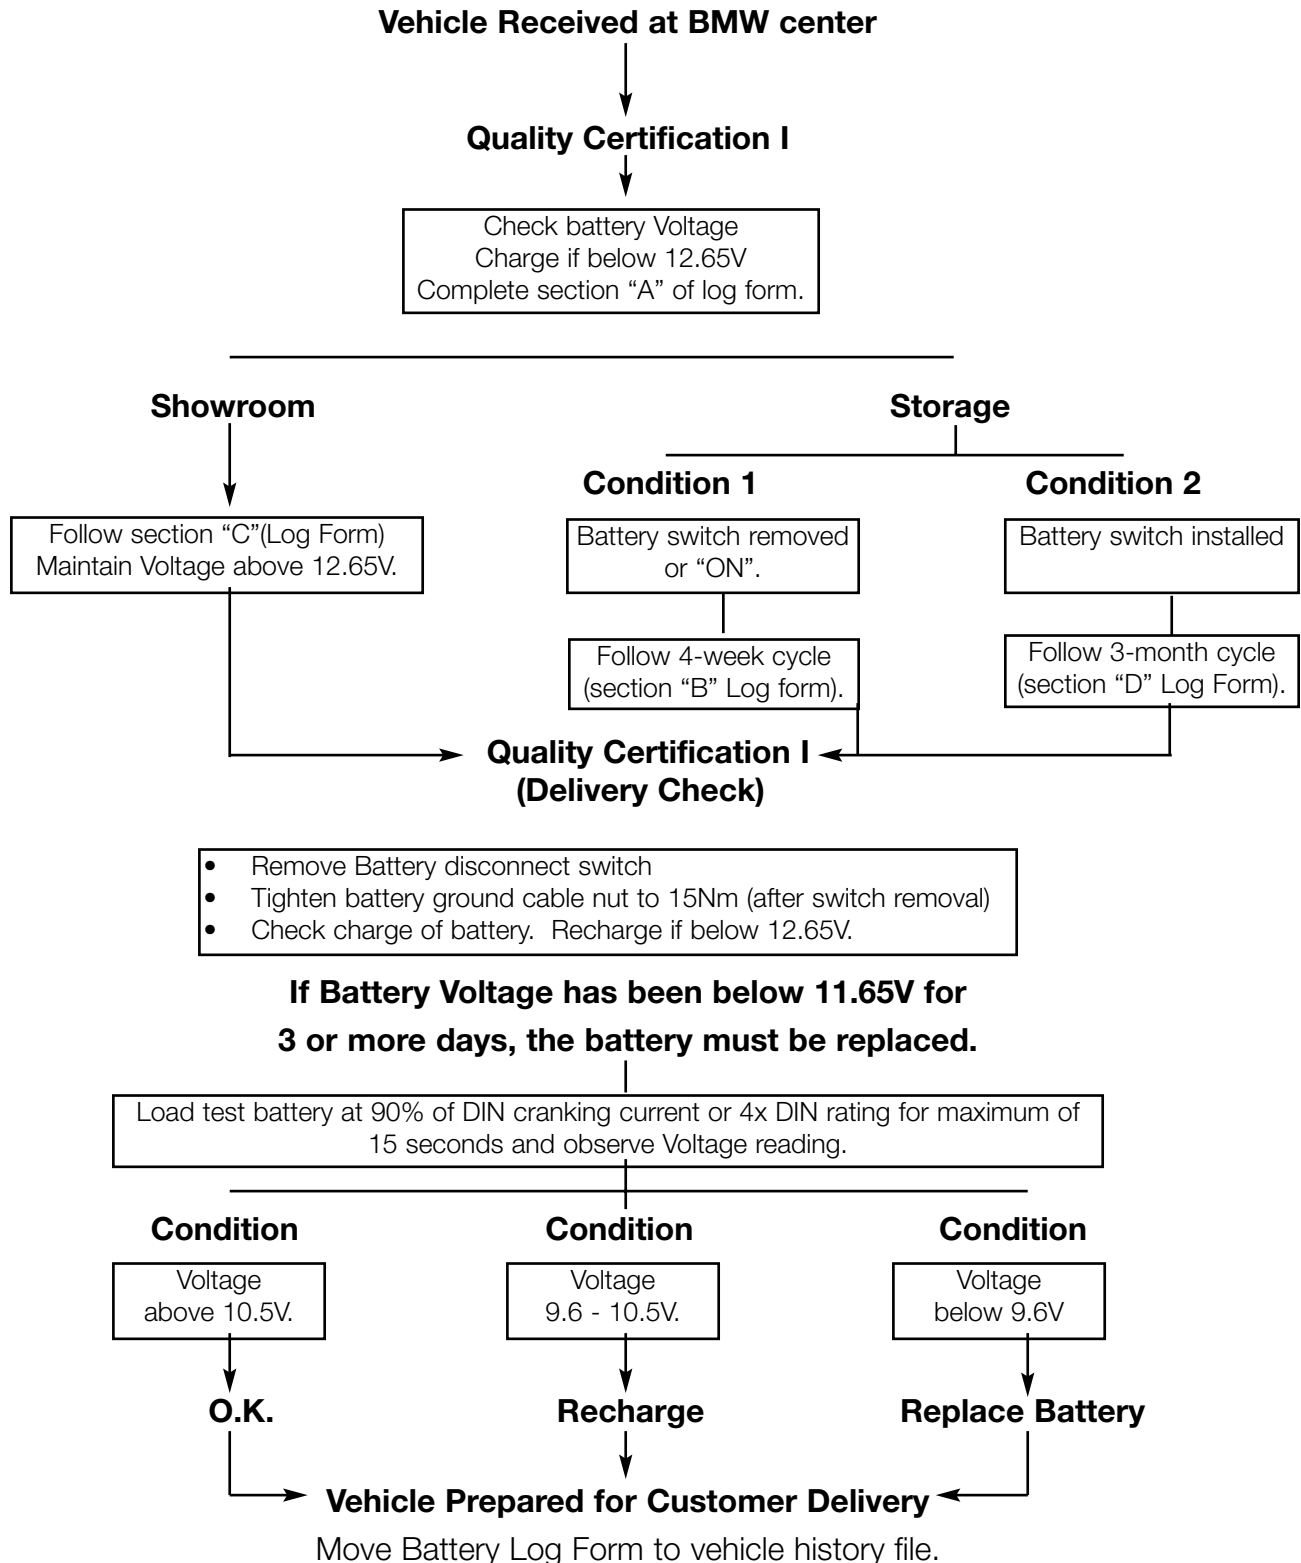 Vehicle Received at BMW center
Quality Certification I
Check battery Voltage
Charge if below 12.65V
Complete section “A” of log form.
Showroom
Storage
Condition 1
Condition 2
Follow section “C”(Log Form)
Maintain Voltage above 12.65V.
Battery switch removed
or “ON”.
Battery switch installed
Follow 4-week cycle
(section “B” Log form).
Follow 3-month cycle
(section “D” Log Form).
Quality Certification I
(Delivery Check)
• Remove Battery disconnect switch
• Tighten battery ground cable nut to 15Nm (after switch removal)
• Check charge of battery. Recharge if below 12.65V.
If Battery Voltage has been below 11.65V for
3 or more days, the battery must be replaced.
Load test battery at 90% of DIN cranking current or 4x DIN rating for maximum of
15 seconds and observe Voltage reading.
Condition
Condition
Condition
Voltage
above 10.5V.
Voltage
9.6 - 10.5V.
Voltage
below 9.6V
O.K.
Recharge
Replace Battery
Vehicle Prepared for Customer Delivery
Move Battery Log Form to vehicle history file.